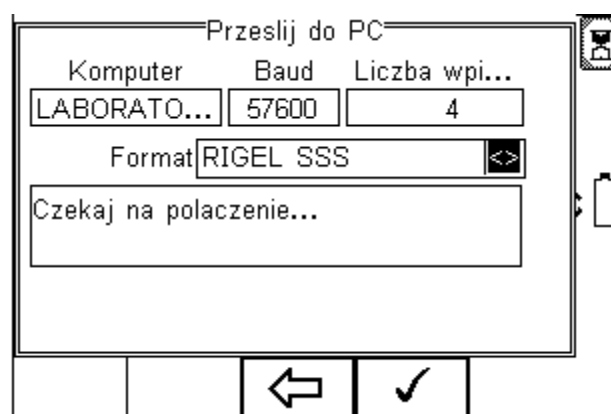 Przeslij do PC
Komputer Baud Liczba wpi...
LABORATO... 57600 4
Format RIGEL SSS <>
Czekaj na polaczenie...